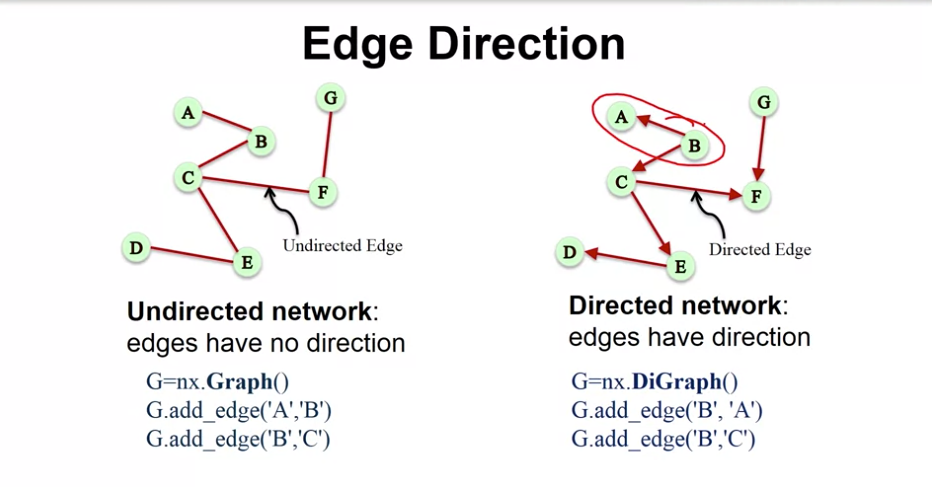 Edge Direction
A
B
C
D
E
F
G
Undirected Edge
Undirected network:
edges have no direction
G=nx.Graph()
G.add_edge('A','B')
G.add_edge('B','C')
A
B
C
D
E
F
G
Directed Edge
Directed network:
edges have direction
G=nx.DiGraph()
G.add_edge('B', 'A')
G.add_edge('B','C')